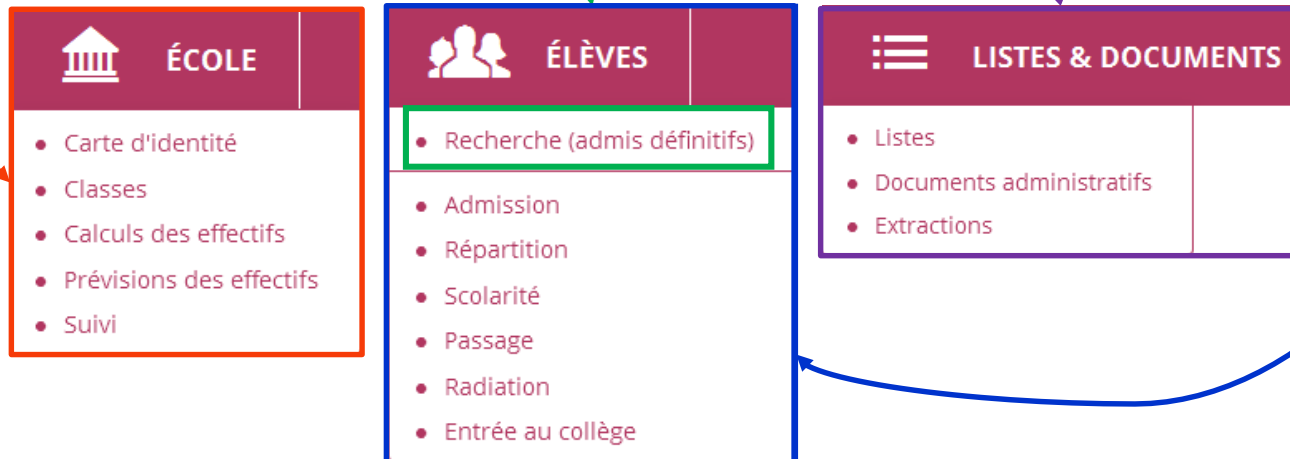 ÉCOLE
• Carte d'identité
• Classes
• Calculs des effectifs
• Prévisions des effectifs
• Suivi
ÉLÈVES
• Recherche (admis définitifs)
• Admission
• Répartition
• Scolarité
• Passage
• Radiation
• Entrée au collège
LISTES & DOCUMENTS
• Listes
• Documents administratifs
• Extractions